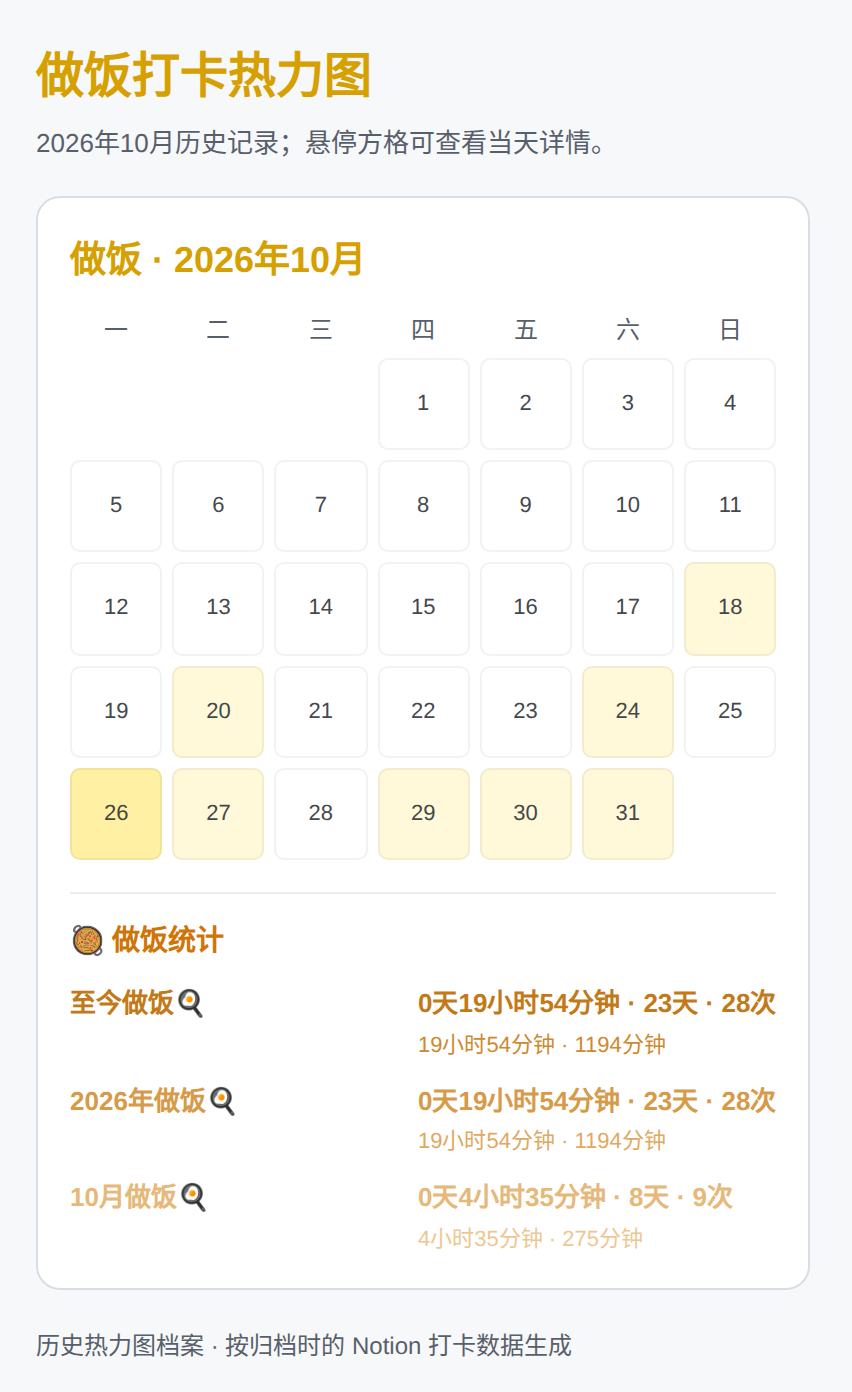 做饭打卡热力图
2026年10月历史记录；悬停方格可查看当天详情。
做饭 · 2026年10月
一 二 三 四 五 六 日
1 2 3 4
5 6 7 8 9 10 11
12 13 14 15 16 17 18
19 20 21 22 23 24 25
26 27 28 29 30 31
🥘 做饭统计
至今做饭🍳 0天19小时54分钟 · 23天 · 28次
19小时54分钟 · 1194分钟
2026年做饭🍳 0天19小时54分钟 · 23天 · 28次
19小时54分钟 · 1194分钟
10月做饭🍳 0天4小时35分钟 · 8天 · 9次
4小时35分钟 · 275分钟
历史热力图档案 · 按归档时的 Notion 打卡数据生成